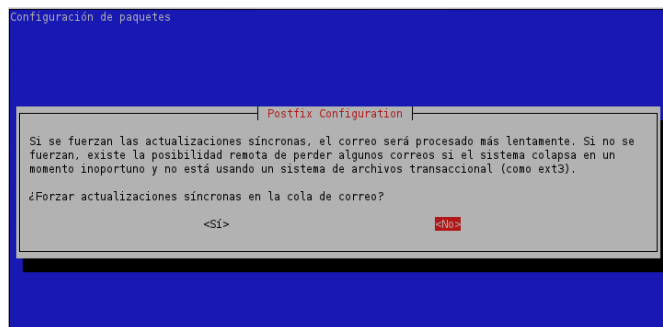 Configuración de paquetes
Postfix Configuration
Si se fuerzan las actualizaciones síncronas, el correo será procesado más lentamente. Si no se
fuerzan, existe la posibilidad remota de perder algunos correos si el sistema colapsa en un
momento inoportuno y no está usando un sistema de archivos transaccional (como ext3).
¿Forzar actualizaciones síncronas en la cola de correo?
<Sí> <No>